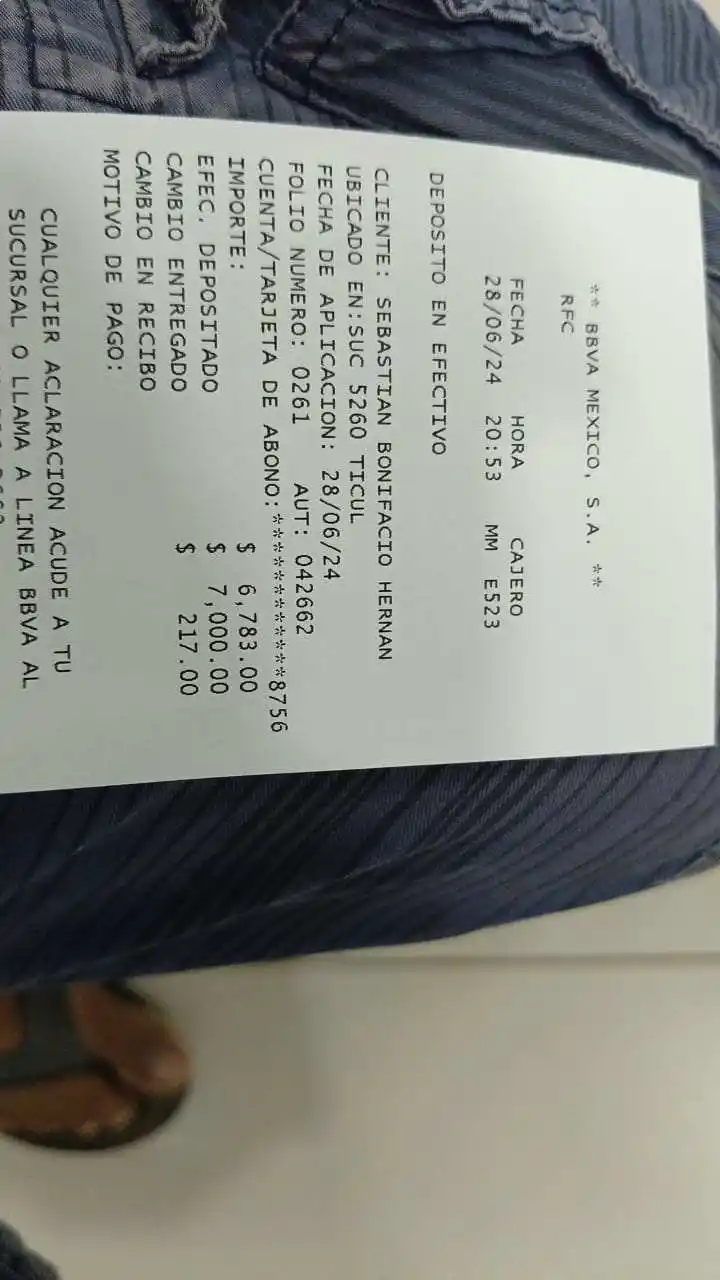 ** BBVA MEXICO, S.A. **
RFC
FECHA HORA CAJERO
28/06/24 20:53 MM E523
DEPOSITO EN EFECTIVO
CLIENTE: SEBASTIAN BONIFACIO HERNAN
UBICADO EN:SUC 5260 TICUL
FECHA DE APLICACION: 28/06/24
FOLIO NUMERO: 0261 AUT: 042662
CUENTA/TARJETA DE ABONO:************8756
IMPORTE: $ 6,783.00
EFEC. DEPOSITADO $ 7,000.00
CAMBIO ENTREGADO $ 217.00
CAMBIO EN RECIBO
MOTIVO DE PAGO:
CUALQUIER ACLARACION ACUDE A TU
SUCURSAL O LLAMA A LINEA BBVA AL